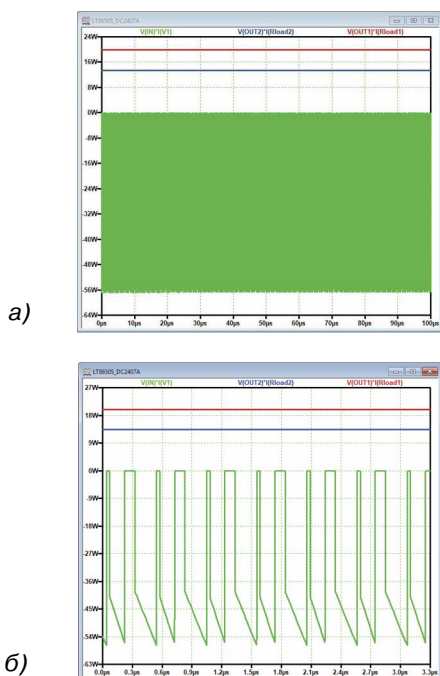 LT8650S_DC2407A
V(IN)*I(V1) V(OUT2)*I(Rload2) V(OUT1)*I(Rload1)
24W
16W
8W
0W
-8W
-16W
-24W
-32W
-40W
-48W
-56W
-64W
0µs 10µs 20µs 30µs 40µs 50µs 60µs 70µs 80µs 90µs 100µs
а)
LT8650S_DC2407A
V(IN)*I(V1) V(OUT2)*I(Rload2) V(OUT1)*I(Rload1)
27W
18W
9W
0W
-9W
-18W
-27W
-36W
-45W
-54W
-63W
0.0µs 0.3µs 0.6µs 0.9µs 1.2µs 1.5µs 1.8µs 2.1µs 2.4µs 2.7µs 3.0µs 3.3µs
б)